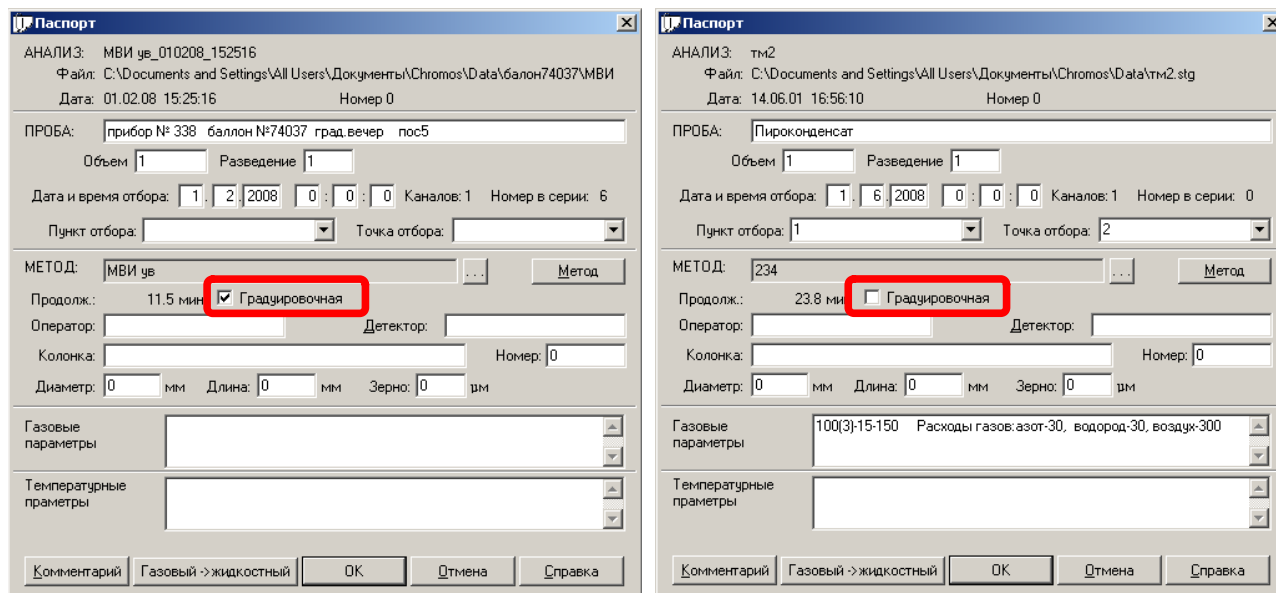 Паспорт
АНАЛИЗ: МВИ ув_010208_152516
Файл: C:\Documents and Settings\All Users\Документы\Chromos\Data\балон74037\МВИ
Дата: 01.02.08 15:25:16 Номер 0
ПРОБА: прибор № 338 баллон №74037 град.вечер пос5
Объем 1 Разведение 1
Дата и время отбора: 1. 2. 2008 0 : 0 : 0 Каналов: 1 Номер в серии: 6
Пункт отбора: Точка отбора:
МЕТОД: МВИ ув ... Метод
Продолж.: 11.5 мин Градуировочная
Оператор: Детектор:
Колонка: Номер: 0
Диаметр: 0 мм Длина: 0 мм Зерно: 0 μм
Газовые
параметры
Температурные
праметры
Комментарий Газовый ->жидкостный OK Отмена Справка
Паспорт
АНАЛИЗ: тм2
Файл: C:\Documents and Settings\All Users\Документы\Chromos\Data\тм2.stg
Дата: 14.06.01 16:56:10 Номер 0
ПРОБА: Пироконденсат
Объем 1 Разведение 1
Дата и время отбора: 1. 6. 2008 0 : 0 : 0 Каналов: 1 Номер в серии: 0
Пункт отбора: 1 Точка отбора: 2
МЕТОД: 234 ... Метод
Продолж.: 23.8 ми Градуировочная
Оператор: Детектор:
Колонка: Номер: 0
Диаметр: 0 мм Длина: 0 мм Зерно: 0 μм
Газовые
параметры
100(3)-15-150 Расходы газов:азот-30, водород-30, воздух-300
Температурные
праметры
Комментарий Газовый ->жидкостный OK Отмена Справка